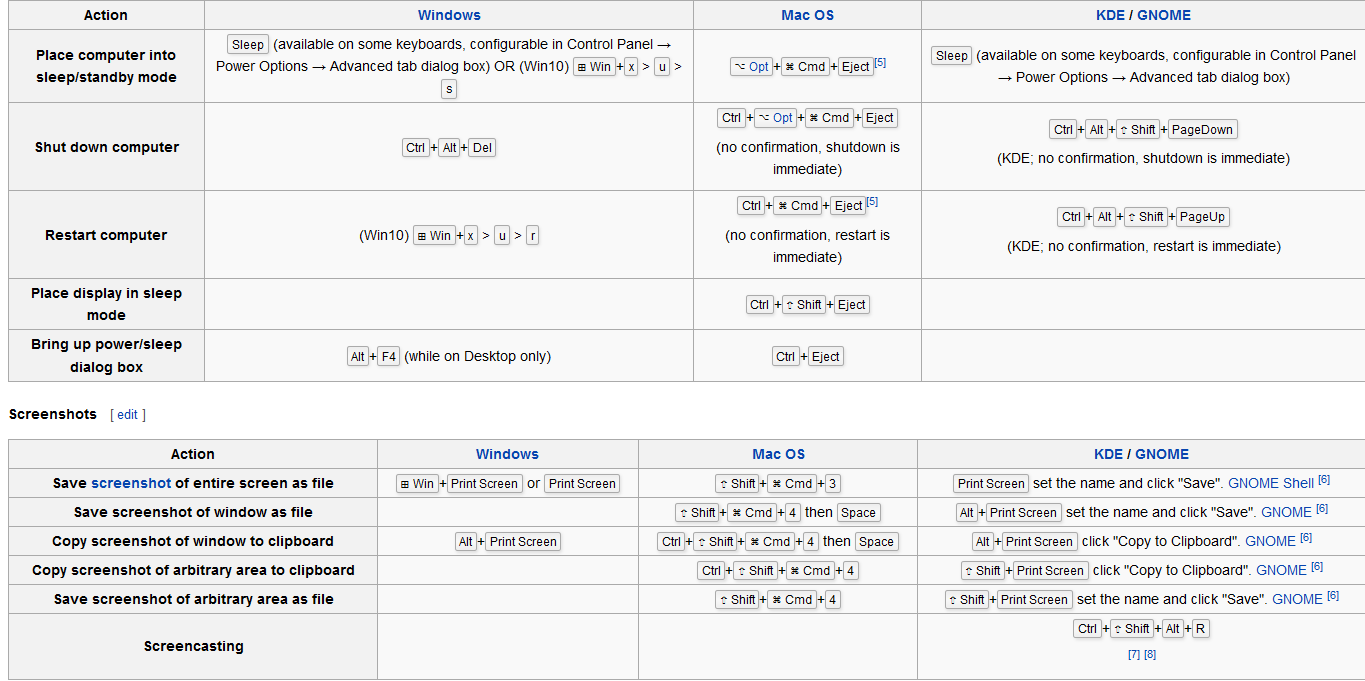 Action Windows Mac OS KDE / GNOME
Place computer into sleep/standby mode
Sleep (available on some keyboards, configurable in Control Panel →
Power Options → Advanced tab dialog box) OR (Win10) ⊞ Win+x > u >
s
⌥ Opt+⌘ Cmd+Eject[5]
Sleep (available on some keyboards, configurable in Control Panel
→ Power Options → Advanced tab dialog box)
Shut down computer
Ctrl+Alt+Del
Ctrl+⌥ Opt+⌘ Cmd+Eject
(no confirmation, shutdown is
immediate)
Ctrl+Alt+⇧ Shift+PageDown
(KDE; no confirmation, shutdown is immediate)
Restart computer
(Win10) ⊞ Win+x > u > r
Ctrl+⌘ Cmd+Eject[5]
(no confirmation, restart is
immediate)
Ctrl+Alt+⇧ Shift+PageUp
(KDE; no confirmation, restart is immediate)
Place display in sleep
mode
Ctrl+⇧ Shift+Eject
Bring up power/sleep
dialog box
Alt+F4 (while on Desktop only)
Ctrl+Eject
Screenshots [ edit ]
Action Windows Mac OS KDE / GNOME
Save screenshot of entire screen as file ⊞ Win+Print Screen or Print Screen ⇧ Shift+⌘ Cmd+3 Print Screen set the name and click "Save". GNOME Shell [6]
Save screenshot of window as file ⇧ Shift+⌘ Cmd+4 then Space Alt+Print Screen set the name and click "Save". GNOME [6]
Copy screenshot of window to clipboard Alt+Print Screen Ctrl+⇧ Shift+⌘ Cmd+4 then Space Alt+Print Screen click "Copy to Clipboard". GNOME [6]
Copy screenshot of arbitrary area to clipboard Ctrl+⇧ Shift+⌘ Cmd+4 ⇧ Shift+Print Screen click "Copy to Clipboard". GNOME [6]
Save screenshot of arbitrary area as file ⇧ Shift+⌘ Cmd+4 ⇧ Shift+Print Screen set the name and click "Save". GNOME [6]
Screencasting
Ctrl+⇧ Shift+Alt+R
[7] [8]